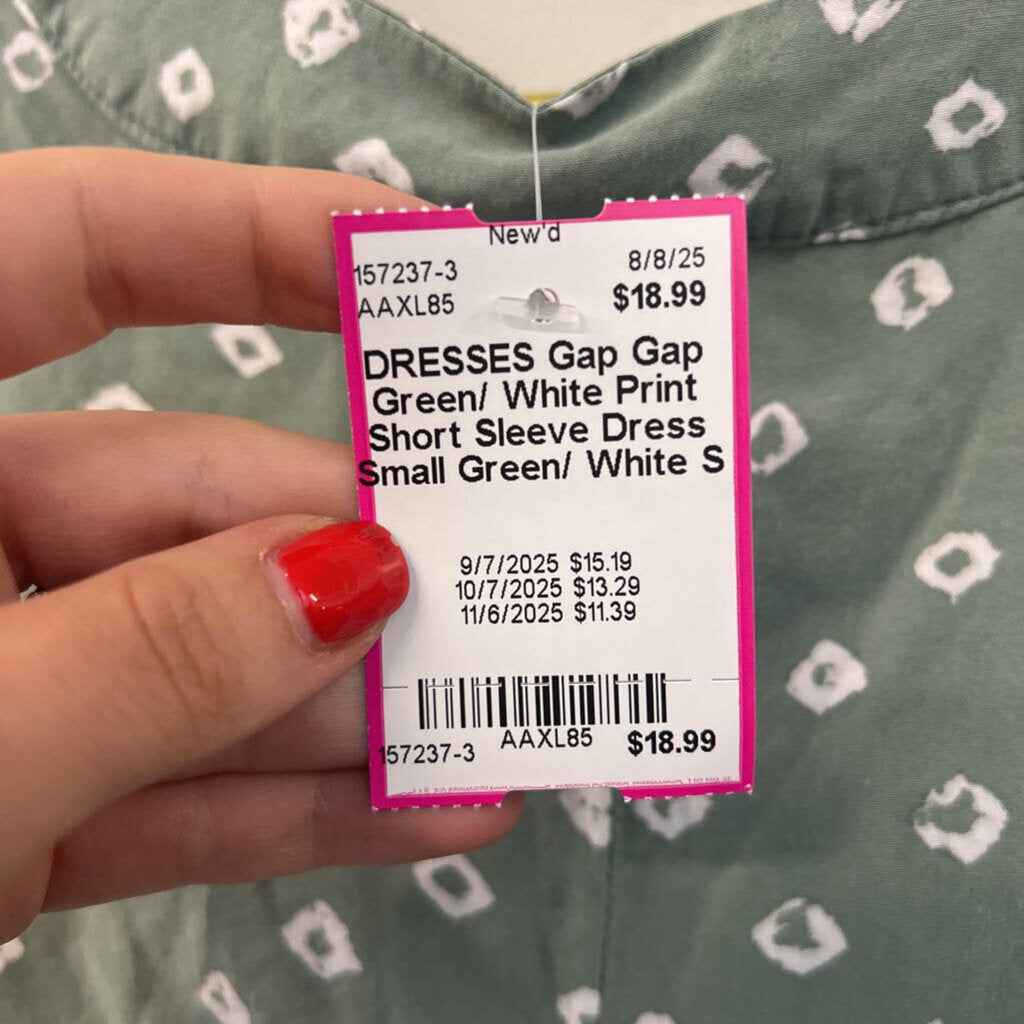 New'd
157237-3 8/8/25
AAXL85 $18.99
DRESSES Gap Gap
Green/ White Print
Short Sleeve Dress
Small Green/ White S
9/7/2025 $15.19
10/7/2025 $13.29
11/6/2025 $11.39
157237-3 AAXL85 $18.99